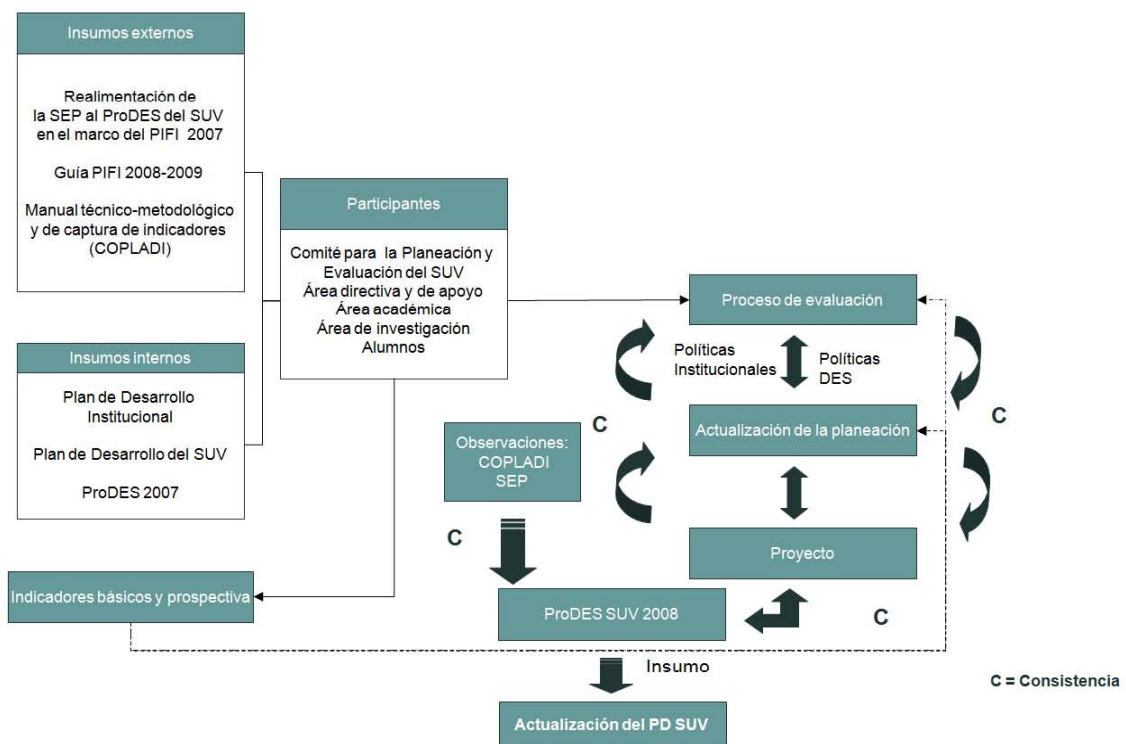 Insumos externos
Realimentación de
la SEP al ProDES del SUV
en el marco del PIFI 2007
Guía PIFI 2008-2009
Manual técnico-metodológico
y de captura de indicadores
(COPLADI)
Insumos internos
Plan de Desarrollo
Institucional
Plan de Desarrollo del SUV
ProDES 2007
Indicadores básicos y prospectiva
Participantes
Comité para la Planeación y
Evaluación del SUV
Área directiva y de apoyo
Área académica
Área de investigación
Alumnos
Proceso de evaluación
Políticas
Institucionales
Políticas
DES
C
C
Actualización de la planeación
Observaciones:
COPLADI
SEP
C
Proyecto
ProDES SUV 2008
C
Insumo
Actualización del PD SUV
C = Consistencia